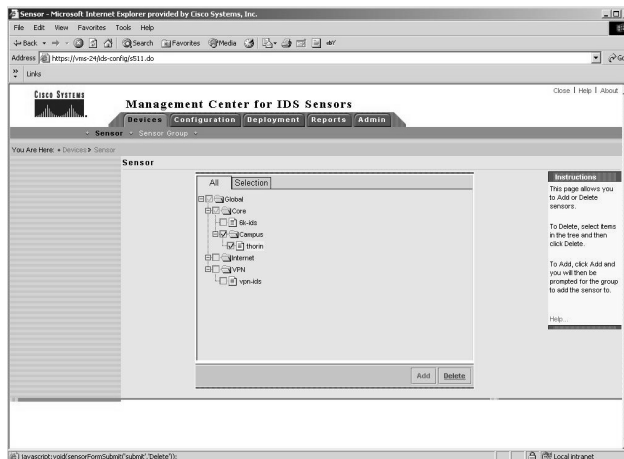 Sensor - Microsoft Internet Explorer provided by Cisco Systems, Inc.
File Edit View Favorites Tools Help
Back Search Favorites Media
Address https://vms-24/ids-config/s511.do Go
Links
Close | Help | About
CISCO SYSTEMS
Management Center for IDS Sensors
Devices Configuration Deployment Reports Admin
Sensor Sensor Group
You Are Here: Devices > Sensor
Sensor
All Selection
Global
Core
6k-ids
Campus
thorin
Internet
VPN
vpn-ids
Add Delete
Instructions
This page allows you
to Add or Delete
sensors.
To Delete, select items
in the tree and then
click Delete.
To Add, click Add and
you will then be
prompted for the group
to add the sensor to.
Help...
javascript:void(sensorFormSubmit('submit','Delete'));
Local intranet